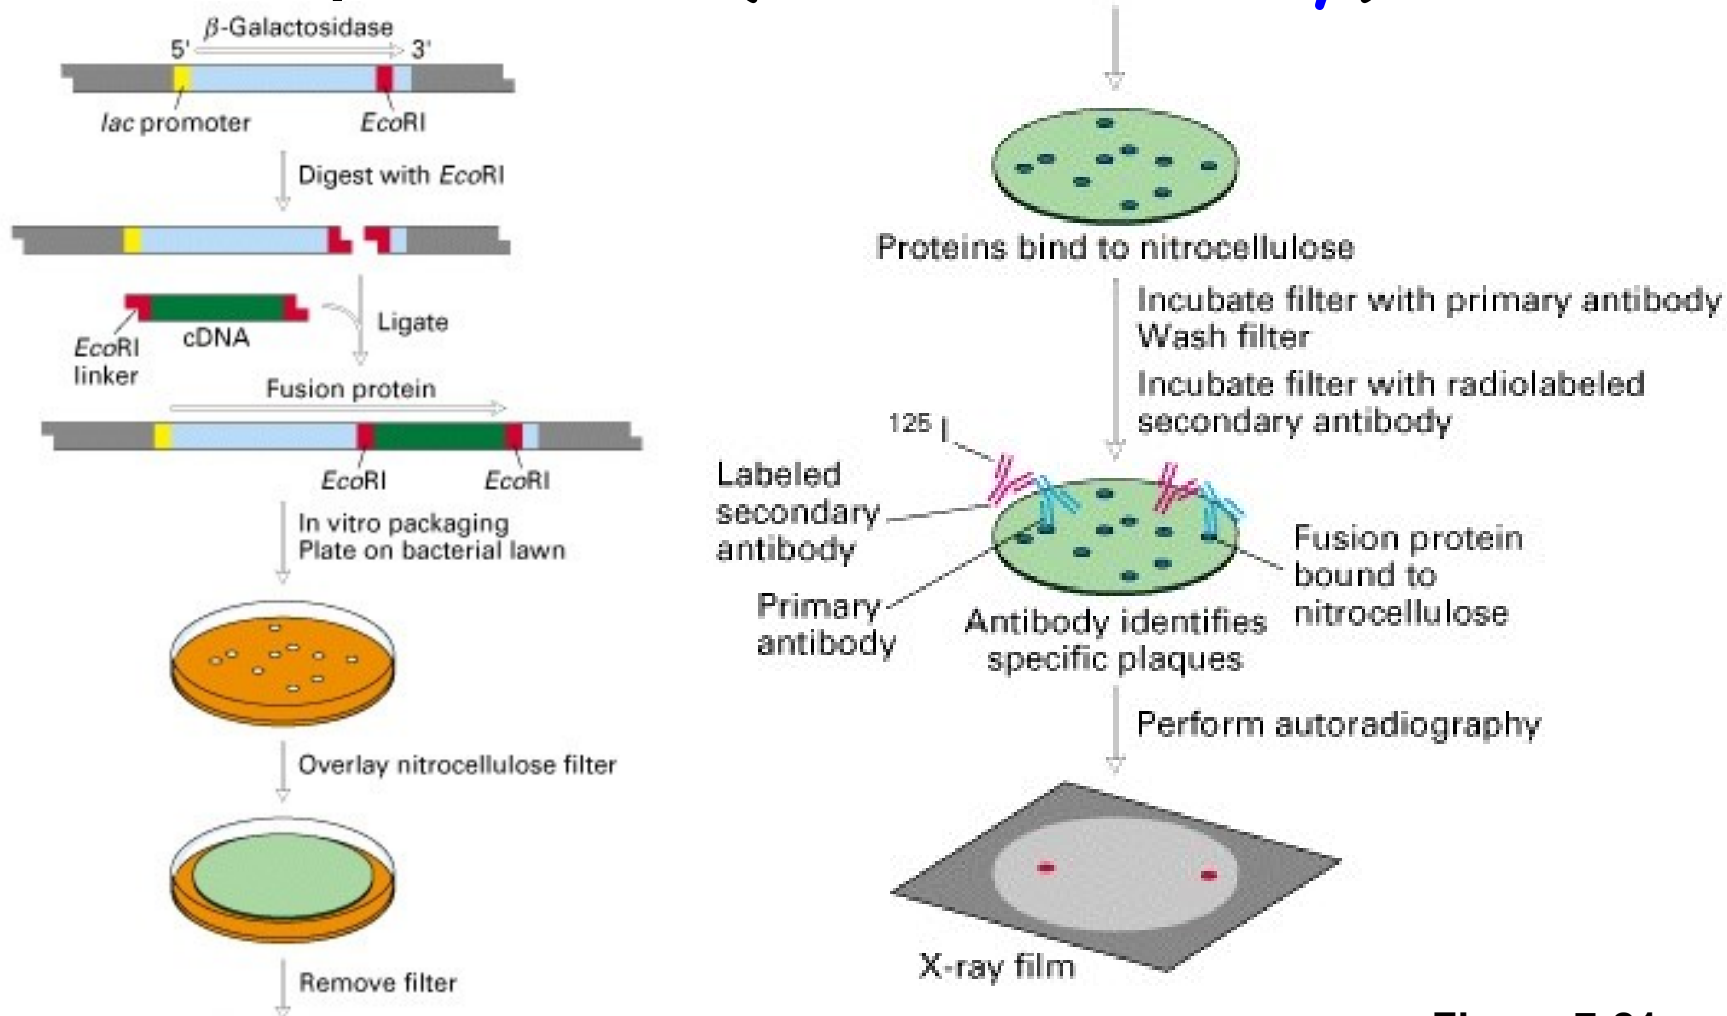 β-Galactosidase
5' 3'
lac promoter
EcoRI
Digest with EcoRI
EcoRI
linker
cDNA
Ligate
Fusion protein
EcoRI
EcoRI
In vitro packaging
Plate on bacterial lawn
Overlay nitrocellulose filter
Remove filter
Proteins bind to nitrocellulose
Incubate filter with primary antibody
Wash filter
Incubate filter with radiolabeled
secondary antibody
125 I
Labeled
secondary
antibody
Primary
antibody
Fusion protein
bound to
nitrocellulose
Antibody identifies
specific plaques
Perform autoradiography
X-ray film